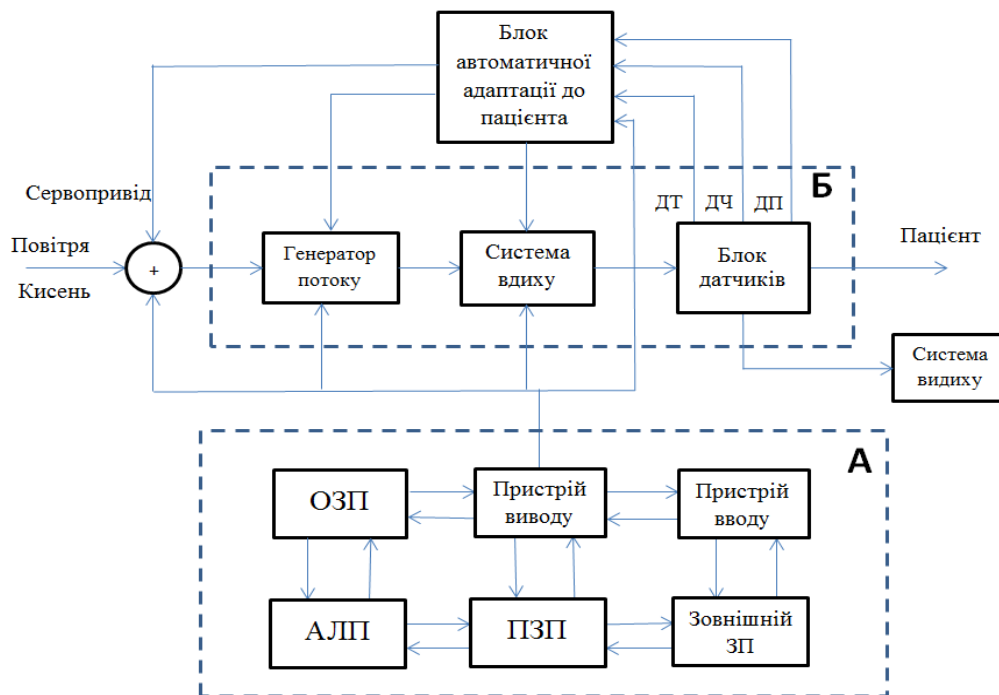 Блок
автоматичної
адаптації до
пацієнта
Б
Сервопривід
ДТ ДЧ ДП
Повітря
Кисень
+
Генератор
потоку
Система
вдиху
Блок
датчиків
Пацієнт
Система
видиху
А
ОЗП
Пристрій
виводу
Пристрій
вводу
АЛП
ПЗП
Зовнішній
ЗП